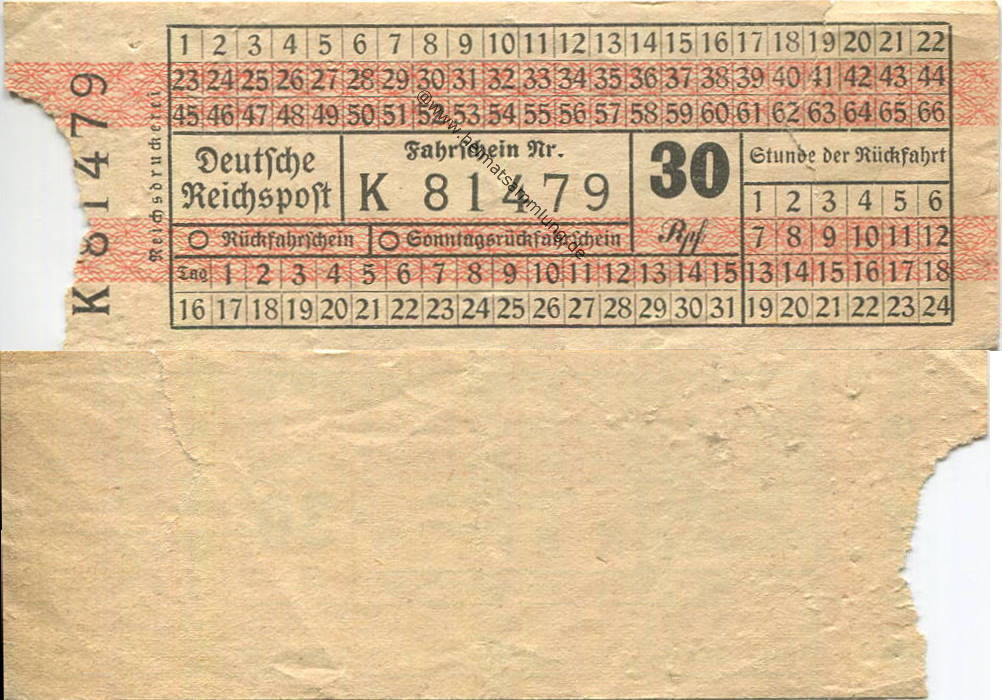 K 81479
Reichsdruckerei
1 2 3 4 5 6 7 8 9 10 11 12 13 14 15 16 17 18 19 20 21 22
23 24 25 26 27 28 29 30 31 32 33 34 35 36 37 38 39 40 41 42 43 44
45 46 47 48 49 50 51 52 53 54 55 56 57 58 59 60 61 62 63 64 65 66
Deutsche
Reichspost
Fahrschein Nr.
K 81479
30
Rpf
Rückfahrschein
Sonntagsrückfahrschein
Tag 1 2 3 4 5 6 7 8 9 10 11 12 13 14 15
16 17 18 19 20 21 22 23 24 25 26 27 28 29 30 31
Stunde der Rückfahrt
1 2 3 4 5 6
7 8 9 10 11 12
13 14 15 16 17 18
19 20 21 22 23 24
@www.heimatsammlung.de